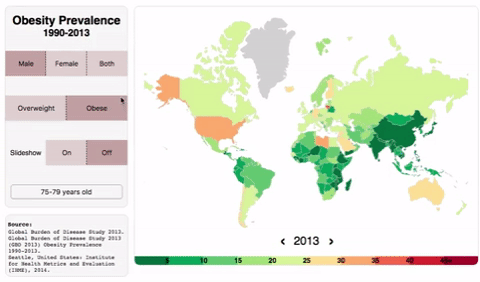 Obesity Prevalence
1990-2013
Male Female Both
Overweight Obese
Slideshow On Off
75-79 years old
Source:
Global Burden of Disease Study 2013.
Global Burden of Disease Study 2013
(GBD 2013) Obesity Prevalence
1990-2013.
Seattle, United States: Institute
for Health Metrics and Evaluation
(IHME), 2014.
‹ 2013 ›
5 10 15 20 25 30 35 40